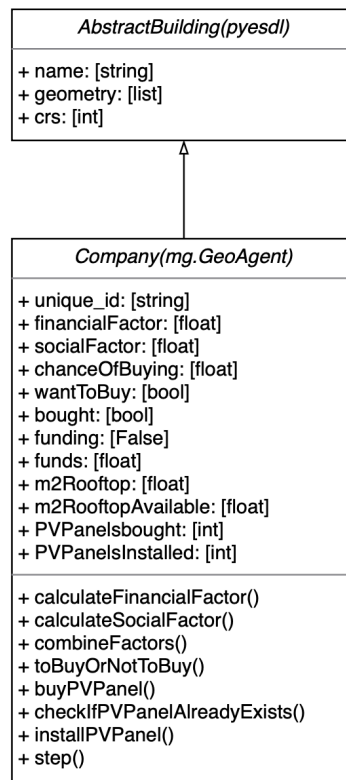 AbstractBuilding(pyesdl)
+ name: [string]
+ geometry: [list]
+ crs: [int]
Company(mg.GeoAgent)
+ unique_id: [string]
+ financialFactor: [float]
+ socialFactor: [float]
+ chanceOfBuying: [float]
+ wantToBuy: [bool]
+ bought: [bool]
+ funding: [False]
+ funds: [float]
+ m2Rooftop: [float]
+ m2RooftopAvailable: [float]
+ PVPanelsbought: [int]
+ PVPanelsInstalled: [int]
+ calculateFinancialFactor()
+ calculateSocialFactor()
+ combineFactors()
+ toBuyOrNotToBuy()
+ buyPVPanel()
+ checkIfPVPanelAlreadyExists()
+ installPVPanel()
+ step()